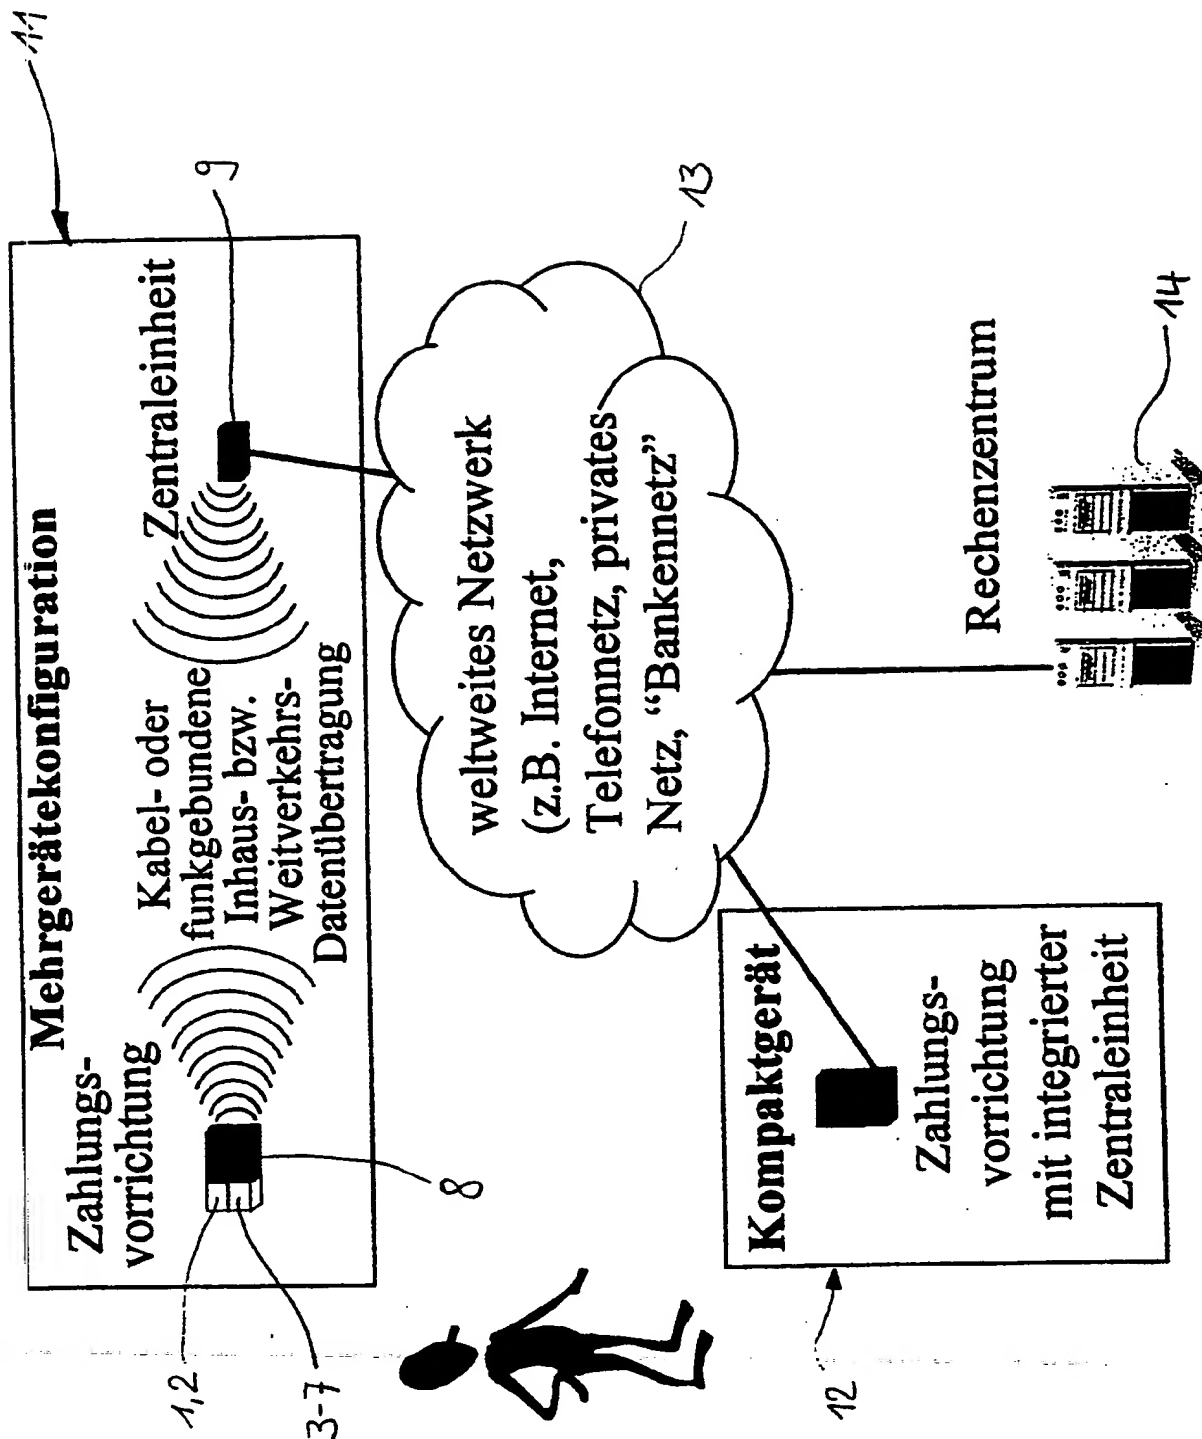 11
Mehrgerätekonfiguration
Zahlungs-
vorrichtung
Kabel- oder
funkgebundene
Inhaus- bzw.
Weitverkehrs-
Datenübertragung
Zentraleinheit
9
1,2
3-7
8
weltweites Netzwerk
(z.B. Internet,
Telefonnetz, privates
Netz, “Bankennetz”
13
Kompaktgerät
Zahlungs-
vorrichtung
mit integrierter
Zentraleinheit
12
Rechenzentrum
14